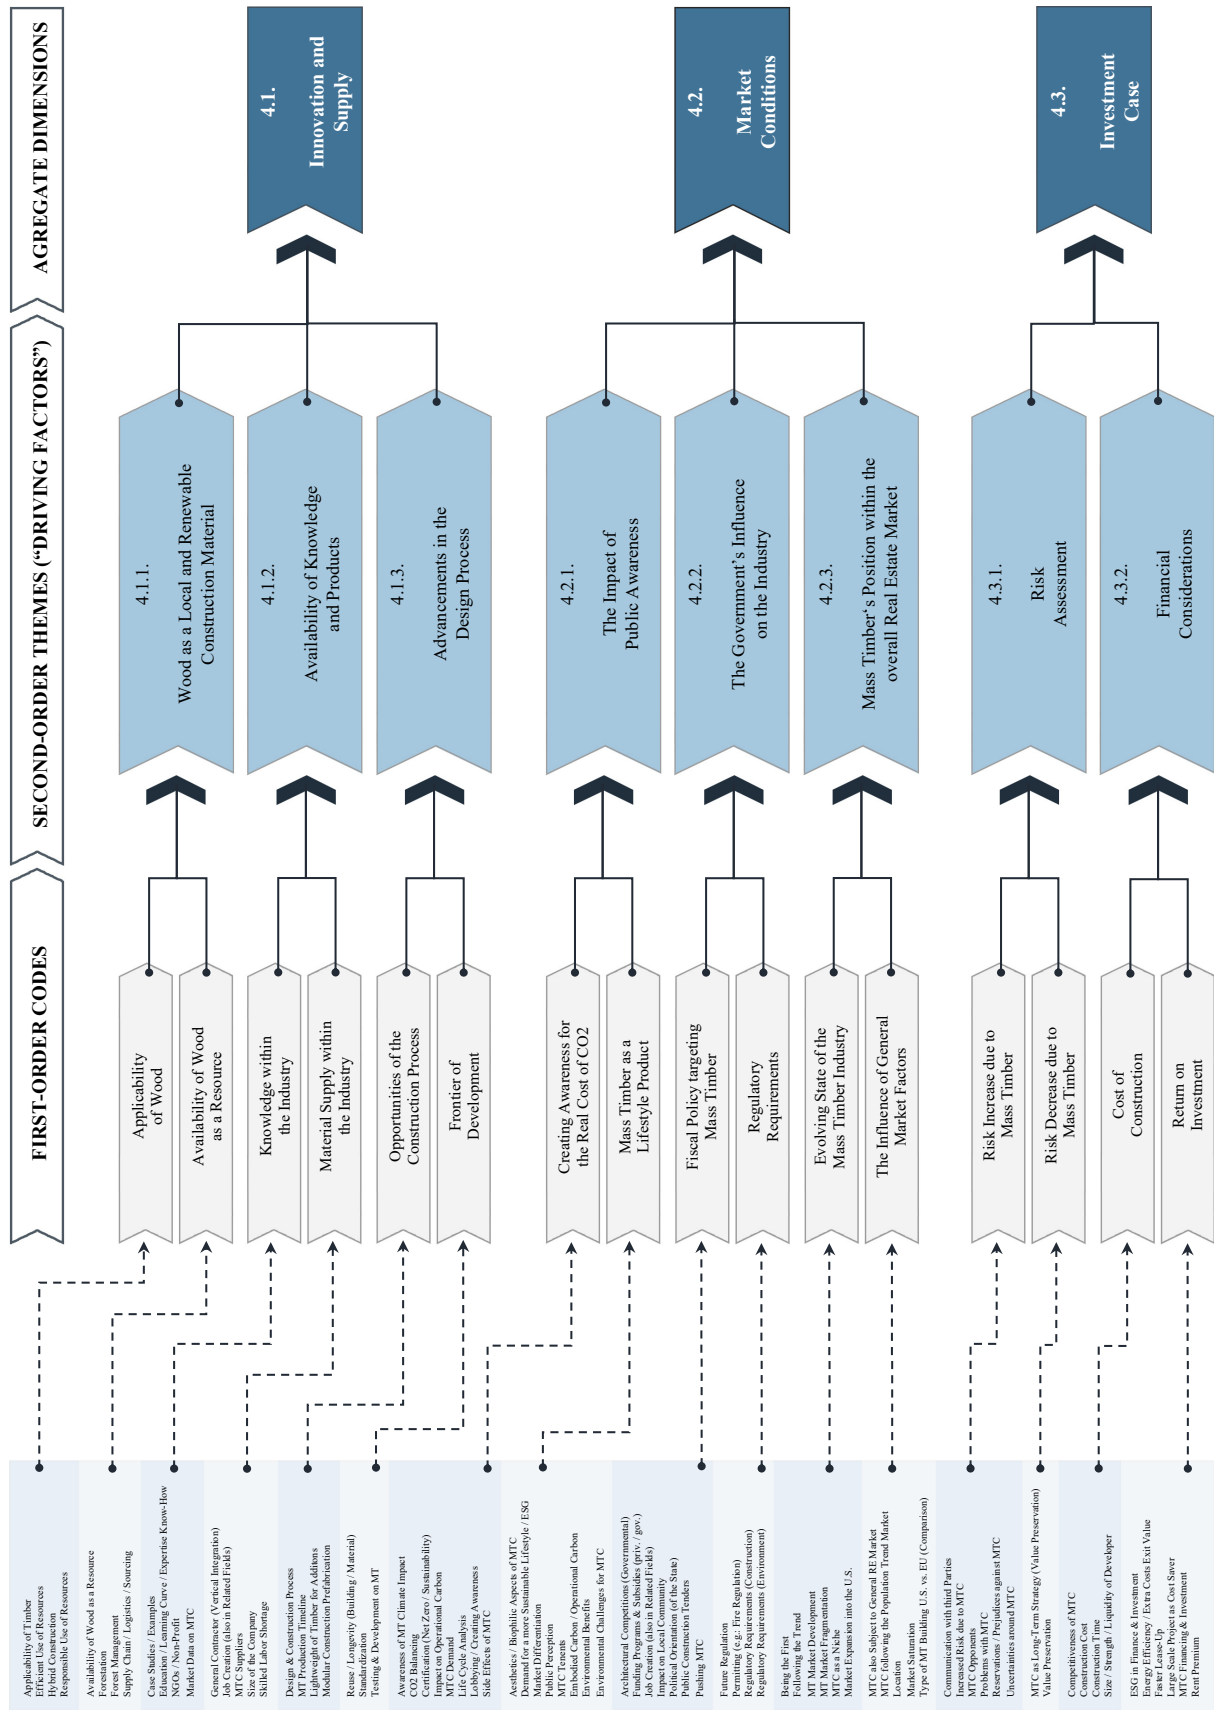 FIRST-ORDER CODES
SECOND-ORDER THEMES (“DRIVING FACTORS”)
AGREGATE DIMENSIONS
Applicability of Timber
Efficient Use of Resources
Hybrid Construction
Responsible Use of Resources
Availability of Wood as a Resource
Forestation
Forest Management
Supply Chain / Logistics / Sourcing
Case Studies / Examples
Education / Learning Curve / Expertise Know-How
NGOs / Non-Profit
Market Data on MTC
General Contractor (Vertical Integration)
Job Creation (also in Related Fields)
MTC Suppliers
Size of the Company
Skilled Labor Shortage
Design & Construction Process
MT Production Timeline
Lightweight of Timber for Additons
Modular Construction Prefabrication
Reuse / Longevity (Building / Material)
Standardization
Testing & Development on MT
Awareness of MT Climate Impact
CO2 Balancing
Certification (Net Zero / Sustainability)
Impact on Operational Carbon
MTC Demand
Life Cycle Analysis
Lobbying / Creating Awareness
Side Effects of MTC
Aesthetics / Biophilic Aspects of MTC
Demand for a more Sustainable Lifestyle / ESG
Market Differentiation
Public Perception
MTC Tenents
Embodied Carbon / Operational Carbon
Environmental Benefits
Environmental Challenges for MTC
Architectural Competitions (Governmental)
Funding Programs & Subsidies (priv. / gov.)
Job Creation (also in Related Fields)
Impact on Local Community
Political Orientation (of the State)
Public Construction Tenders
Pushing MTC
Future Regulation
Permitting (e.g.: Fire Regulation)
Regulatory Requirements (Construction)
Regulatory Requirements (Environment)
Being the First
Following the Trend
MT Market Development
MT Market Fragmentation
MTC as a Niche
Market Expansion into the U.S.
MTC also Subject to General RE Market
MTC following the Population Trend Market
Location
Market Saturation
Type of MT Building U.S. vs. EU (Comparison)
Communication with third Parties
Increased Risk due to MTC
MTC Opponents
Problems with MTC
Reservations / Prejudices against MTC
Uncertainties around MTC
MTC as Long-Term Strategy (Value Preservation)
Value Preservation
Competitiveness of MTC
Construction Cost
Construction Time
Size / Strength / Liquidity of Developer
ESG in Finance & Investment
Energy Efficiency / Extra Costs Exit Value
Faster Lease-Up
Large Scale Project as Cost Saver
MTC Financing & Investment
Rent Premium
Applicability
of Wood
Availability of Wood
as a Resource
Knowledge within
the Industry
Material Supply within
the Industry
Opportunities of the
Construction Process
Frontier of
Development
Creating Awareness for
the Real Cost of CO2
Mass Timber as a
Lifestyle Product
Fiscal Policy targeting
Mass Timber
Regulatory
Requirements
Evolving State of the
Mass Timber Industry
The Influence of General
Market Factors
Risk Increase due to
Mass Timber
Risk Decrease due to
Mass Timber
Cost of
Construction
Return on
Investment
4.1.1.
Wood as a Local and Renewable
Construction Material
4.1.2.
Availability of Knowledge
and Products
4.1.3.
Advancements in the
Design Process
4.2.1.
The Impact of
Public Awareness
4.2.2.
The Government’s Influence
on the Industry
4.2.3.
Mass Timber‘s Position within the
overall Real Estate Market
4.3.1.
Risk
Assessment
4.3.2.
Financial
Considerations
4.1.
Innovation and
Supply
4.2.
Market
Conditions
4.3.
Investment
Case